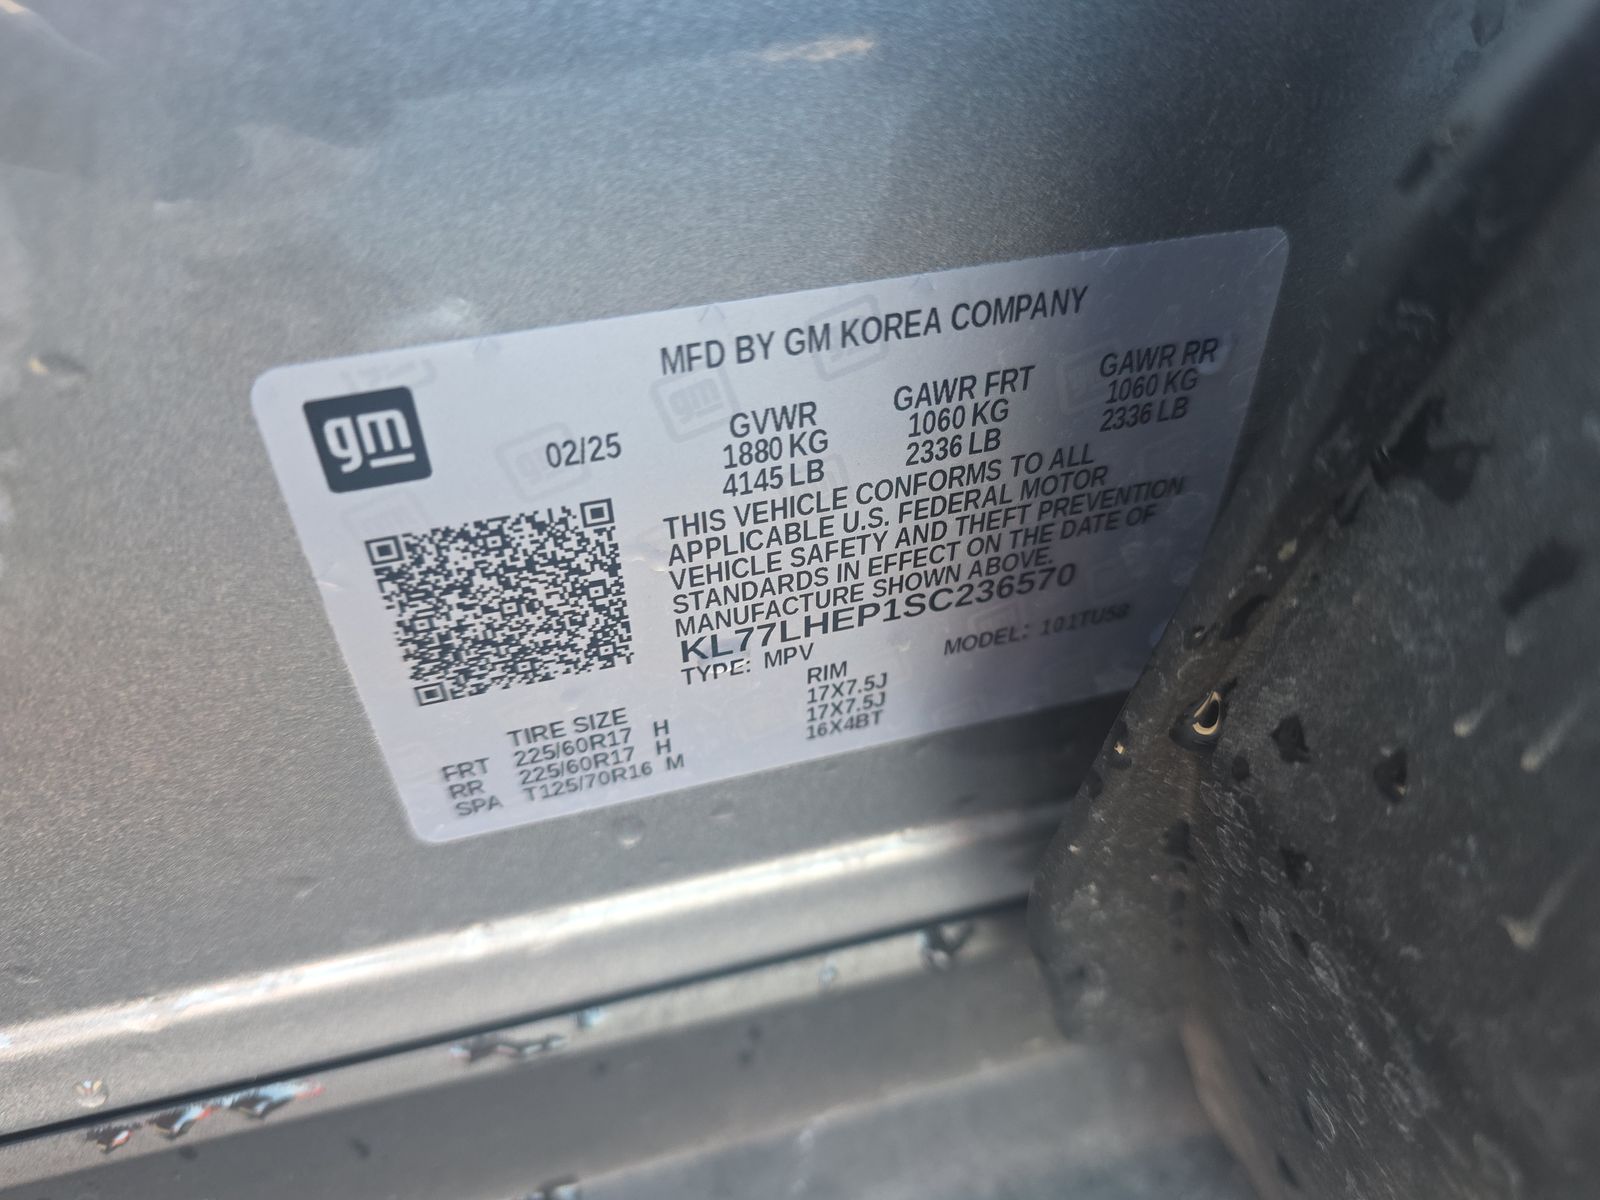 MFD BY GM KOREA COMPANY
gm
02/25
GVWR GAWR FRT GAWR RR
1880 KG 1060 KG 1060 KG
4145 LB 2336 LB 2336 LB
THIS VEHICLE CONFORMS TO ALL
APPLICABLE U.S. FEDERAL MOTOR
VEHICLE SAFETY AND THEFT PREVENTION
STANDARDS IN EFFECT ON THE DATE OF
MANUFACTURE SHOWN ABOVE.
KL77LHEP1SC236570
TYPE: MPV MODEL: 101TU58
TIRE SIZE RIM
FRT 225/60R17 H 17X7.5J
RR 225/60R17 H 17X7.5J
SPA T125/70R16 M 16X4BT